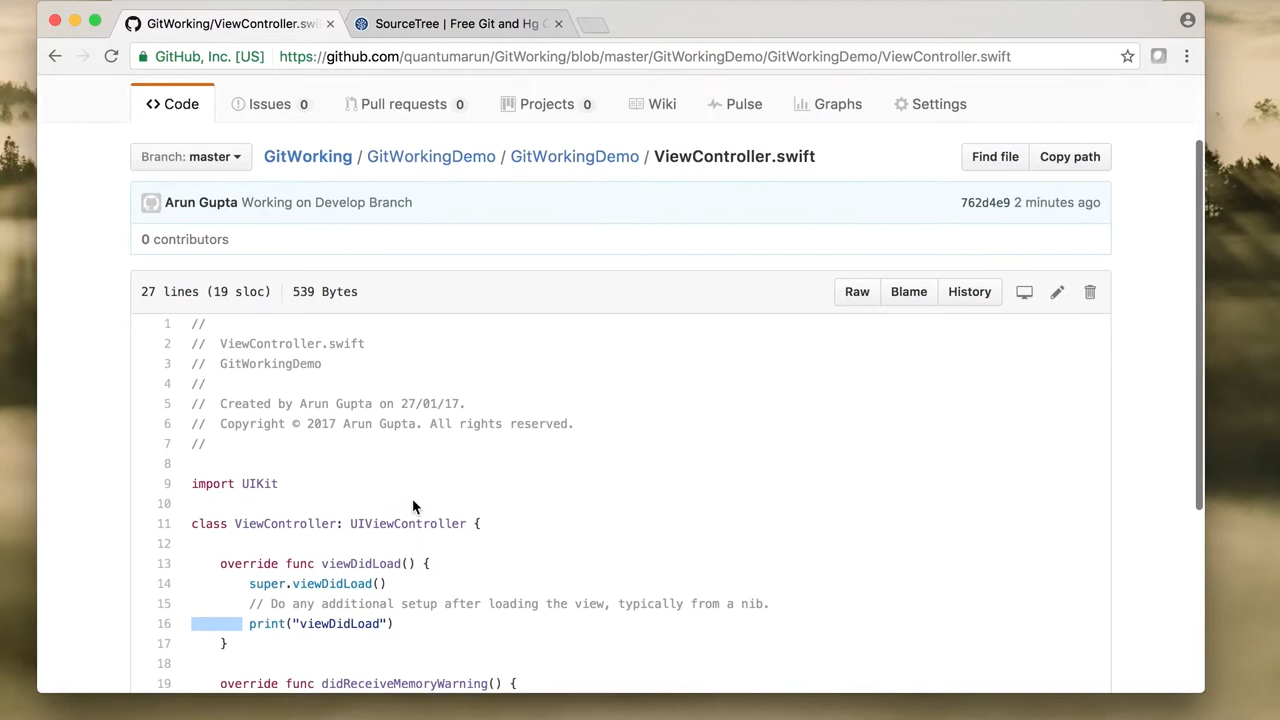 GitWorking/ViewController.swi
SourceTree | Free Git and Hg C
GitHub, Inc. [US] https://github.com/quantumarun/GitWorking/blob/master/GitWorkingDemo/GitWorkingDemo/ViewController.swift
<> Code Issues 0 Pull requests 0 Projects 0 Wiki Pulse Graphs Settings
Branch: master GitWorking / GitWorkingDemo / GitWorkingDemo / ViewController.swift Find file Copy path
Arun Gupta Working on Develop Branch 762d4e9 2 minutes ago
0 contributors
27 lines (19 sloc) 539 Bytes Raw Blame History
1 //
2 // ViewController.swift
3 // GitWorkingDemo
4 //
5 // Created by Arun Gupta on 27/01/17.
6 // Copyright © 2017 Arun Gupta. All rights reserved.
7 //
8
9 import UIKit
10
11 class ViewController: UIViewController {
12
13 override func viewDidLoad() {
14 super.viewDidLoad()
15 // Do any additional setup after loading the view, typically from a nib.
16 print("viewDidLoad")
17 }
18
19 override func didReceiveMemoryWarning() {